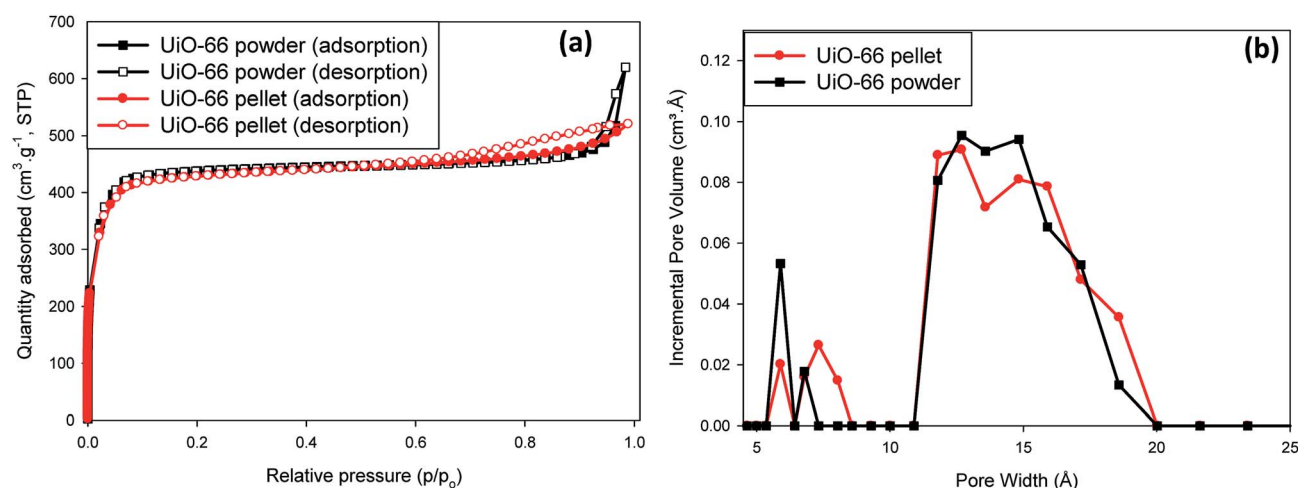 (a)
UiO-66 powder (adsorption)
UiO-66 powder (desorption)
UiO-66 pellet (adsorption)
UiO-66 pellet (desorption)
Quantity adsorbed (cm³.g⁻¹, STP)
700
600
500
400
300
200
100
0
0.0 0.2 0.4 0.6 0.8 1.0
Relative pressure (p/pₒ)
(b)
UiO-66 pellet
UiO-66 powder
Incremental Pore Volume (cm³.Å)
0.12
0.10
0.08
0.06
0.04
0.02
0.00
5 10 15 20 25
Pore Width (Å)